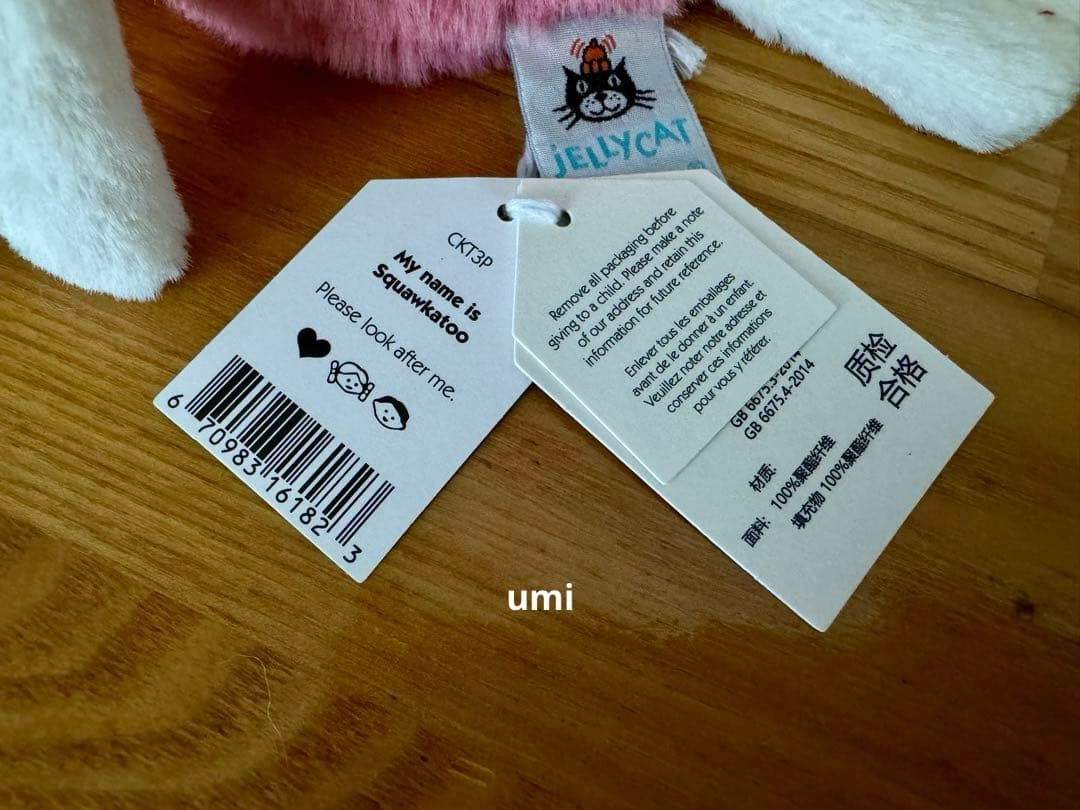 JELLYCAT
®
CKT3P
My name is
Squawkatoo
Please look after me.
6 70983 16182 3
Remove all packaging before
giving to a child. Please make a note
of our address and retain this
information for future reference.
Enlever tous les emballages
avant de le donner à un enfant.
Veuillez noter notre adresse et
conserver ces informations
pour vous y référer.
质检
合格
GB 6675.3-2014
GB 6675.4-2014
材质:
面料: 100%聚酯纤维
填充物 100%聚酯纤维
umi